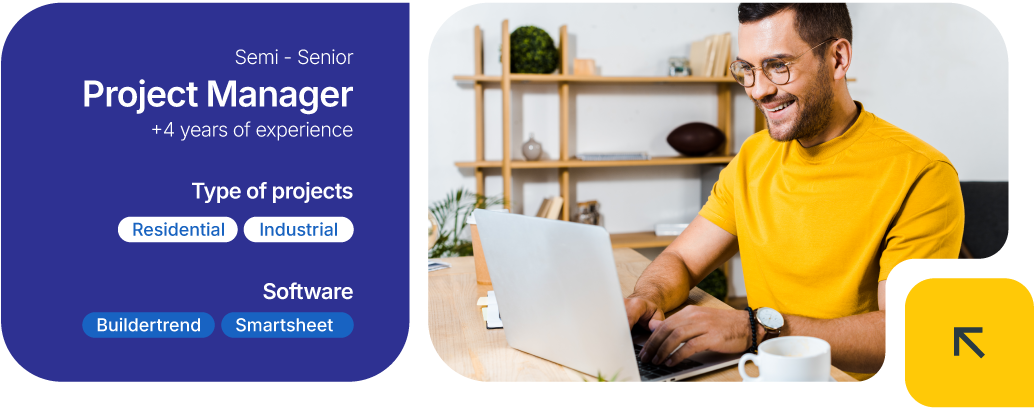 Semi - Senior
Project Manager
+4 years of experience
Type of projects
Residential Industrial
Software
Buildertrend Smartsheet